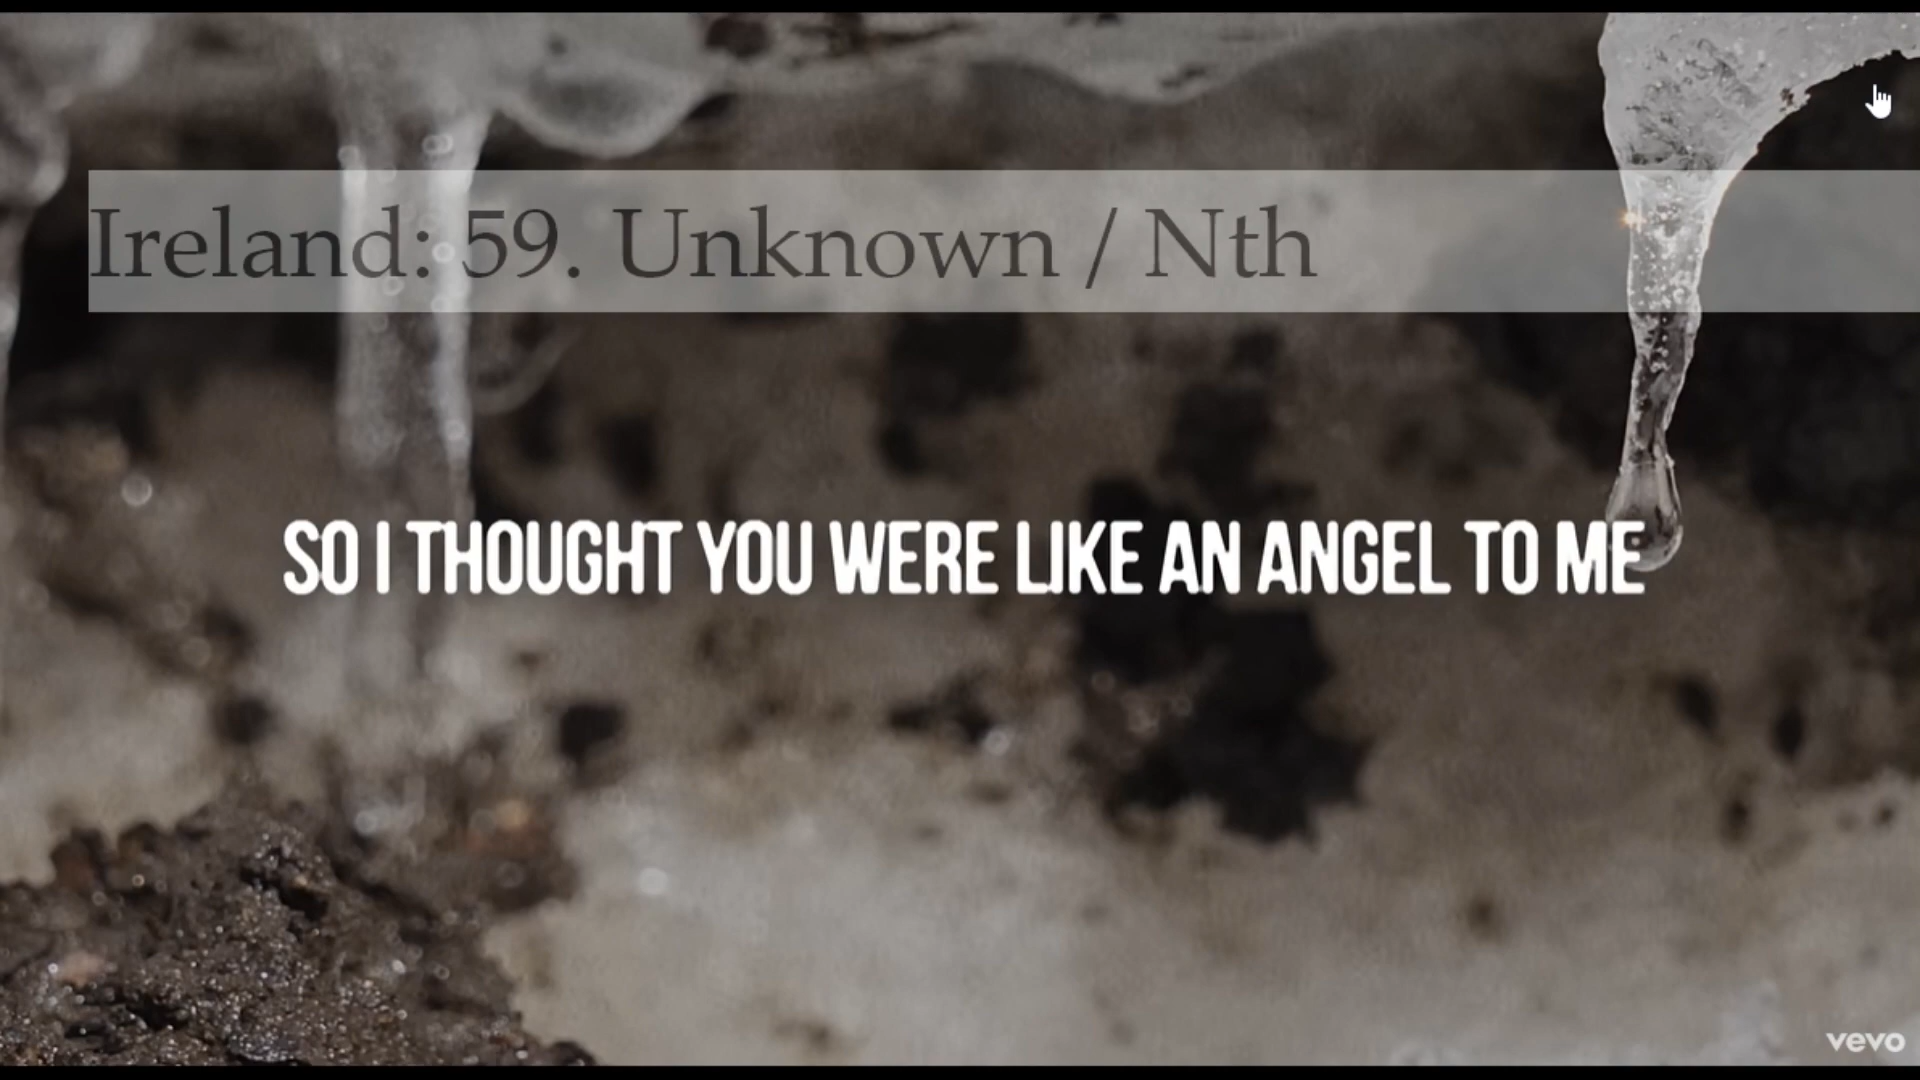 Ireland: 59. Unknown / Nth
SO I THOUGHT YOU WERE LIKE AN ANGEL TO ME
vevo